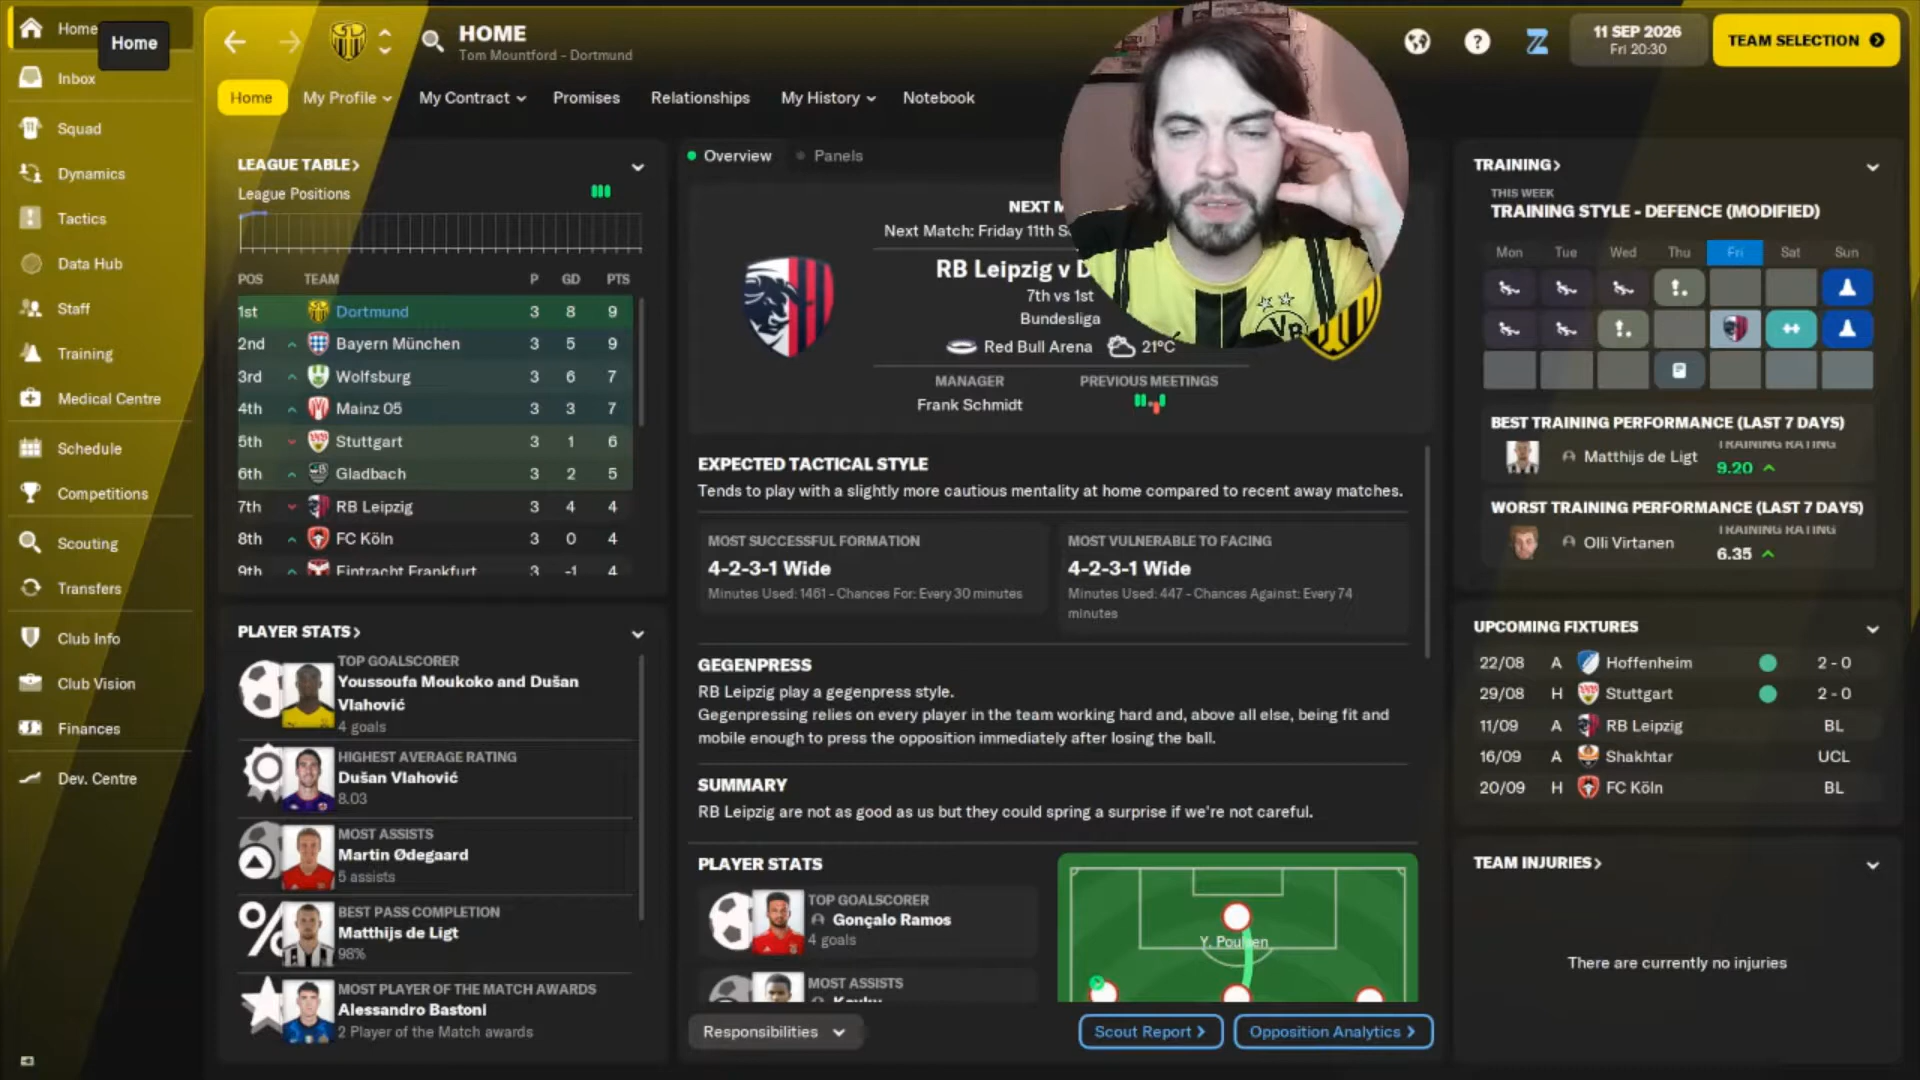 Home
Home
Inbox
Squad
Dynamics
Tactics
Data Hub
Staff
Training
Medical Centre
Schedule
Competitions
Scouting
Transfers
Club Info
Club Vision
Finances
Dev. Centre
HOME
Tom Mountford - Dortmund
11 SEP 2026
Fri 20:30
TEAM SELECTION
Home
My Profile
My Contract
Promises
Relationships
My History
Notebook
LEAGUE TABLE
League Positions
POS TEAM P GD PTS
1st Dortmund 3 8 9
2nd Bayern München 3 5 9
3rd Wolfsburg 3 6 7
4th Mainz 05 3 3 7
5th Stuttgart 3 1 6
6th Gladbach 3 2 5
7th RB Leipzig 3 4 4
8th FC Köln 3 0 4
9th Eintracht Frankfurt 3 -1 4
PLAYER STATS
TOP GOALSCORER
Youssoufa Moukoko and Dušan
Vlahović
4 goals
HIGHEST AVERAGE RATING
Dušan Vlahović
8.03
MOST ASSISTS
Martin Ødegaard
5 assists
BEST PASS COMPLETION
Matthijs de Ligt
98%
MOST PLAYER OF THE MATCH AWARDS
Alessandro Bastoni
2 Player of the Match awards
Overview
Panels
NEXT M
Next Match: Friday 11th S
RB Leipzig v D
7th vs 1st
Bundesliga
Red Bull Arena 21°C
MANAGER
Frank Schmidt
PREVIOUS MEETINGS
EXPECTED TACTICAL STYLE
Tends to play with a slightly more cautious mentality at home compared to recent away matches.
MOST SUCCESSFUL FORMATION
4-2-3-1 Wide
Minutes Used: 1461 - Chances For: Every 30 minutes
MOST VULNERABLE TO FACING
4-2-3-1 Wide
Minutes Used: 447 - Chances Against: Every 74
minutes
GEGENPRESS
RB Leipzig play a gegenpress style.
Gegenpressing relies on every player in the team working hard and, above all else, being fit and
mobile enough to press the opposition immediately after losing the ball.
SUMMARY
RB Leipzig are not as good as us but they could spring a surprise if we're not careful.
PLAYER STATS
TOP GOALSCORER
Gonçalo Ramos
4 goals
MOST ASSISTS
Y. Poulsen
Responsibilities
Scout Report
Opposition Analytics
BVB
TRAINING
THIS WEEK
TRAINING STYLE - DEFENCE (MODIFIED)
Mon Tue Wed Thu Fri Sat Sun
BEST TRAINING PERFORMANCE (LAST 7 DAYS)
TRAINING RATING
Matthijs de Ligt
9.20
WORST TRAINING PERFORMANCE (LAST 7 DAYS)
TRAINING RATING
Olli Virtanen
6.35
UPCOMING FIXTURES
22/08 A Hoffenheim 2 - 0
29/08 H Stuttgart 2 - 0
11/09 A RB Leipzig BL
16/09 A Shakhtar UCL
20/09 H FC Köln BL
TEAM INJURIES
There are currently no injuries